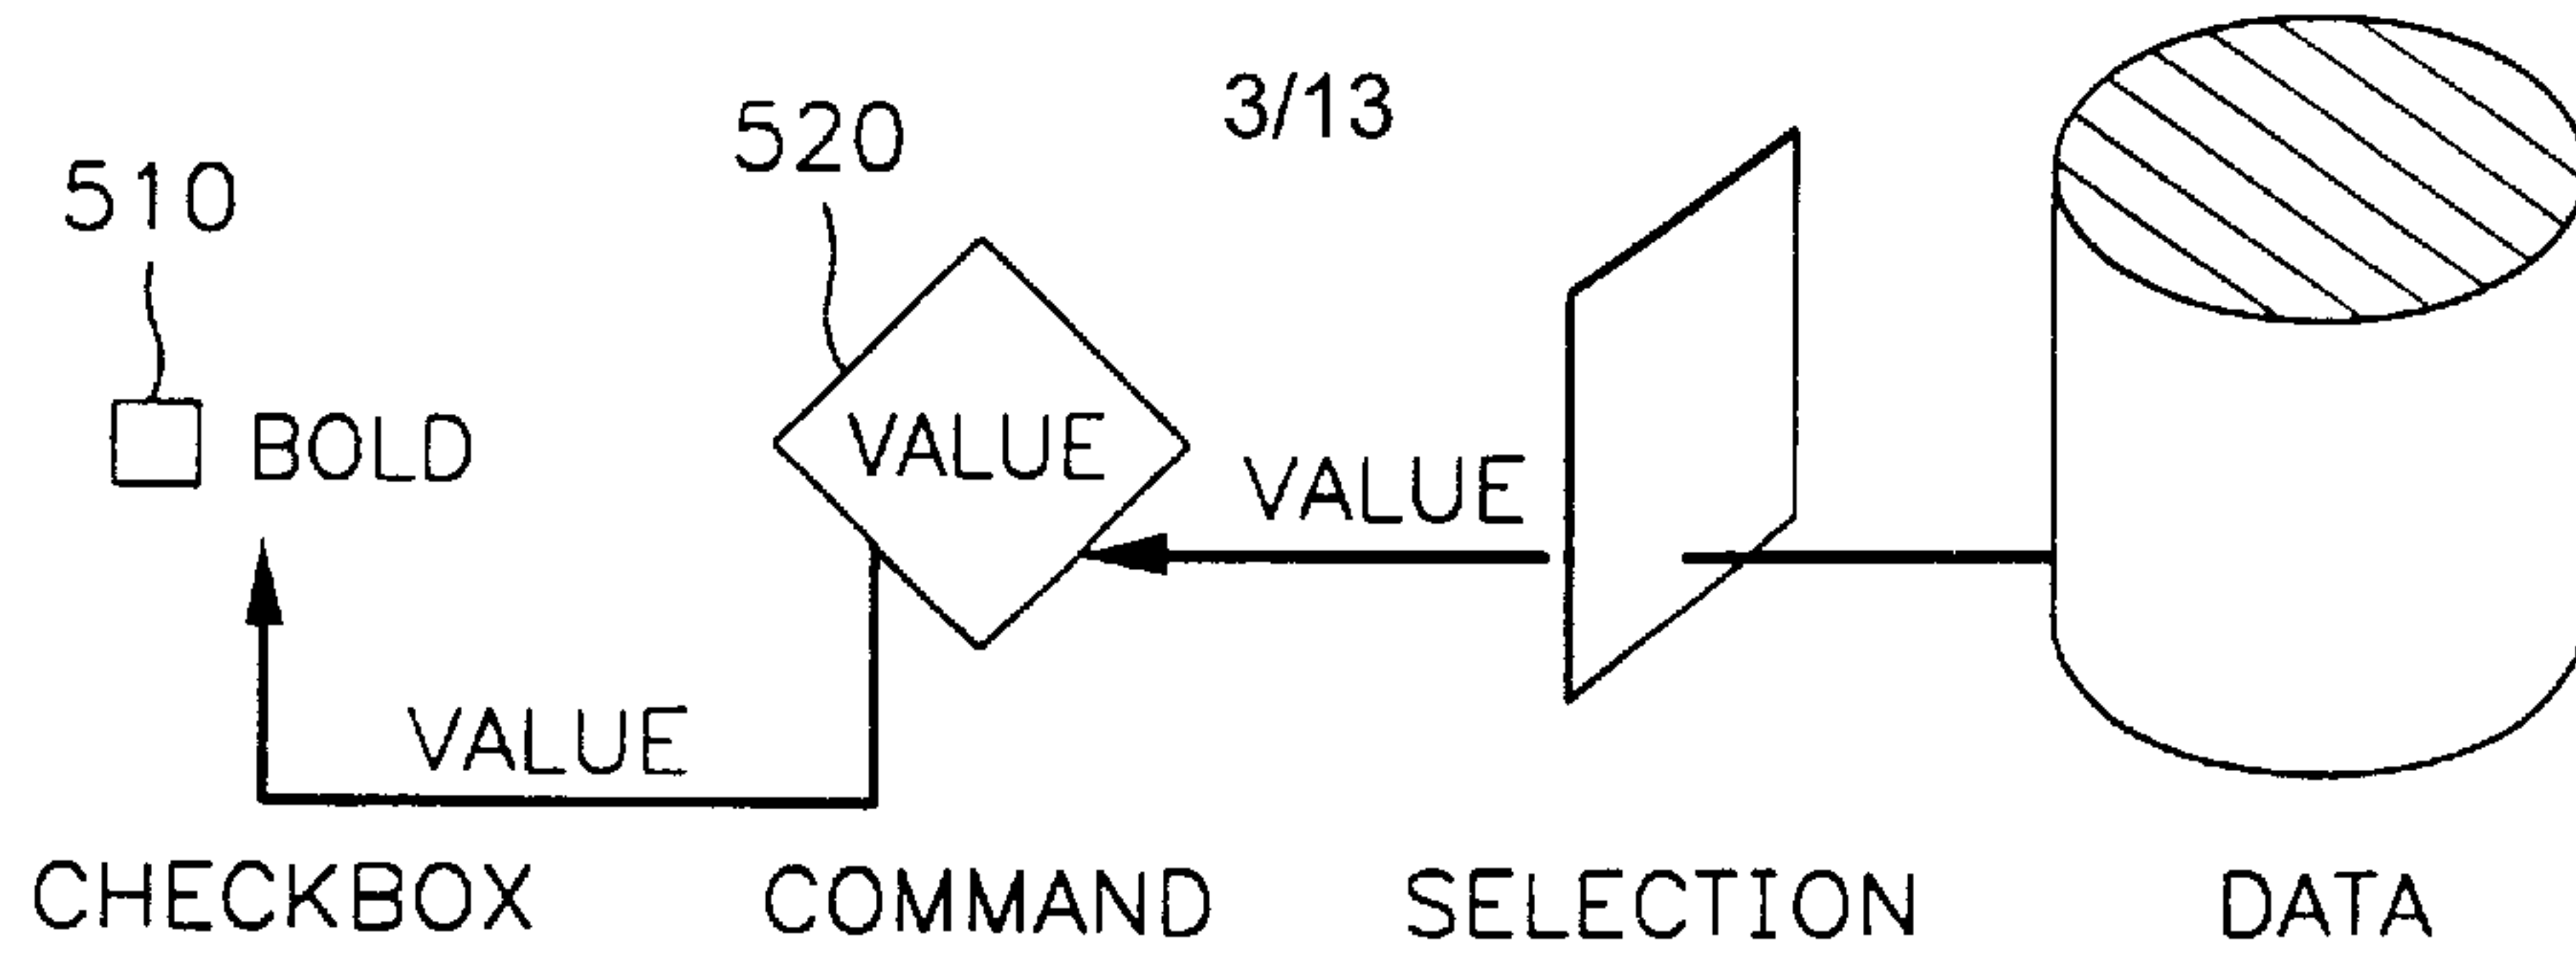 3/13
520
510
BOLD
VALUE
VALUE
VALUE
CHECKBOX COMMAND SELECTION DATA